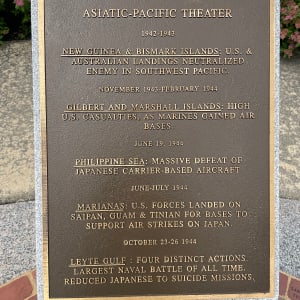 ASIATIC-PACIFIC THEATER
1942-1943
NEW GUINEA & BISMARK ISLANDS: U.S. &
AUSTRALIAN LANDINGS NEUTRALIZED
ENEMY IN SOUTHWEST PACIFIC.
NOVEMBER 1943-FEBRUARY 1944
GILBERT AND MARSHALL ISLANDS: HIGH
U.S. CASUALTIES, AS MARINES GAINED AIR
BASES.
JUNE 19, 1944
PHILIPPINE SEA: MASSIVE DEFEAT OF
JAPANESE CARRIER-BASED AIRCRAFT
JUNE-JULY 1944
MARIANAS: U.S. FORCES LANDED ON
SAIPAN, GUAM & TINIAN FOR BASES TO
SUPPORT AIR STRIKES ON JAPAN.
OCTOBER 23-26 1944
LEYTE GULF : FOUR DISTINCT ACTIONS.
LARGEST NAVAL BATTLE OF ALL TIME.
REDUCED JAPANESE TO SUICIDE MISSIONS.